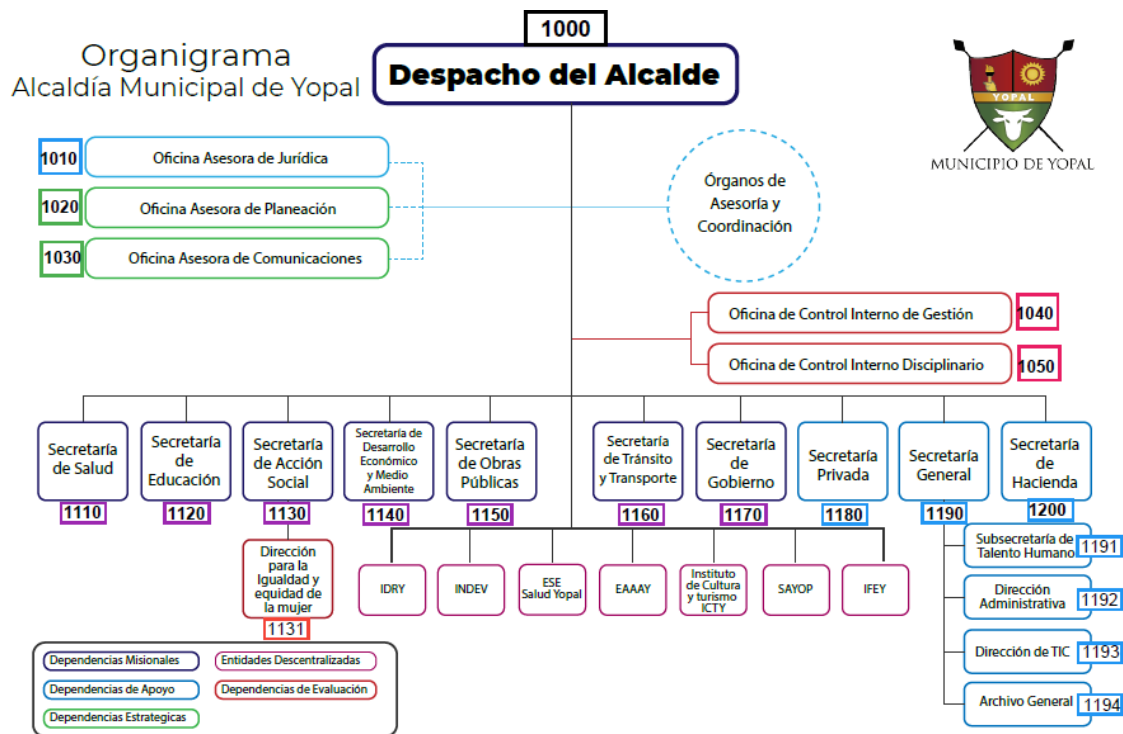 1000
Organigrama
Alcaldía Municipal de Yopal
Despacho del Alcalde
YOPAL
MUNICIPIO DE YOPAL
1010
Oficina Asesora de Jurídica
1020
Oficina Asesora de Planeación
1030
Oficina Asesora de Comunicaciones
Órganos de
Asesoría y
Coordinación
Oficina de Control Interno de Gestión
1040
Oficina de Control Interno Disciplinario
1050
Secretaría
de Salud
1110
Secretaría
de
Educación
1120
Secretaría
de Acción
Social
1130
Secretaría de
Desarrollo
Económico
y Medio
Ambiente
1140
Secretaría
de Obras
Públicas
1150
Secretaría
de Tránsito
y Transporte
1160
Secretaría
de
Gobierno
1170
Secretaría
Privada
1180
Secretaría
General
1190
Secretaría
de
Hacienda
1200
Dirección
para la
Igualdad y
equidad de
la mujer
1131
IDRY
INDEV
ESE
Salud Yopal
EAAAY
Instituto
de Cultura
y turismo
ICTY
SAYOP
IFEY
Subsecretaría de
Talento Humano
1191
Dirección
Administrativa
1192
Dirección de TIC
1193
Archivo General
1194
Dependencias Misionales
Entidades Descentralizadas
Dependencias de Apoyo
Dependencias de Evaluación
Dependencias Estrategicas